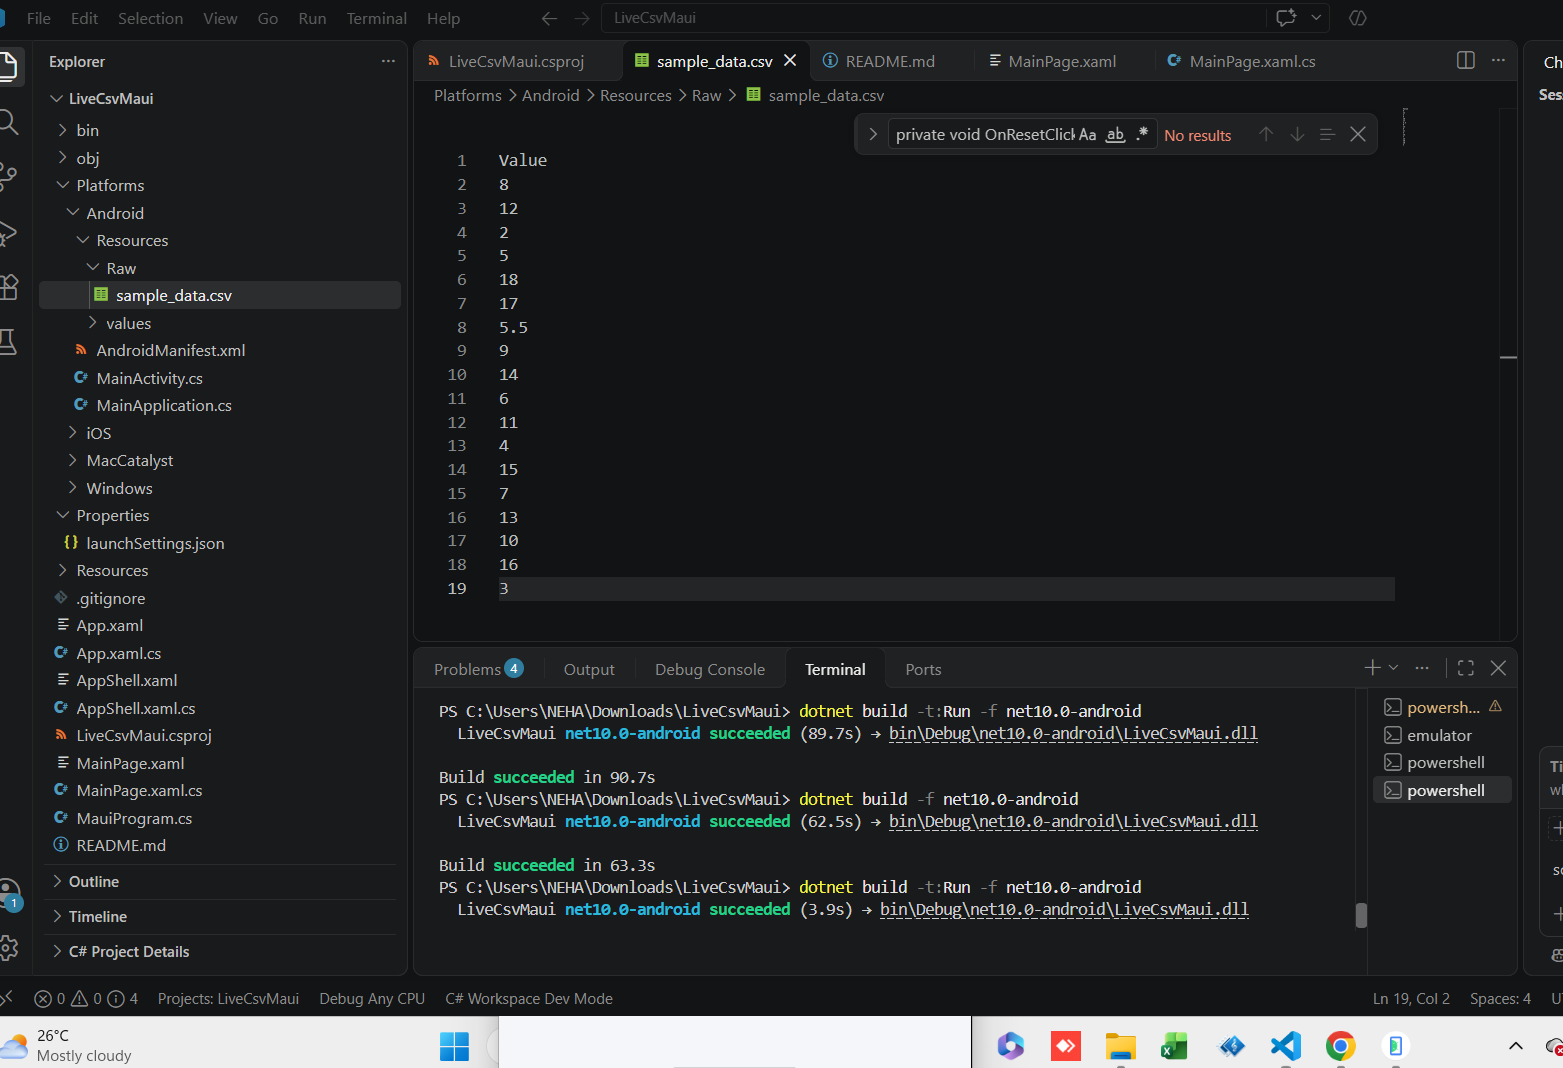 File Edit Selection View Go Run Terminal Help
LiveCsvMaui
Explorer
LiveCsvMaui
bin
obj
Platforms
Android
Resources
Raw
sample_data.csv
values
AndroidManifest.xml
MainActivity.cs
MainApplication.cs
iOS
MacCatalyst
Windows
Properties
launchSettings.json
Resources
.gitignore
App.xaml
App.xaml.cs
AppShell.xaml
AppShell.xaml.cs
LiveCsvMaui.csproj
MainPage.xaml
MainPage.xaml.cs
MauiProgram.cs
README.md
Outline
Timeline
C# Project Details
LiveCsvMaui.csproj sample_data.csv README.md MainPage.xaml MainPage.xaml.cs
Platforms > Android > Resources > Raw > sample_data.csv
private void OnResetClick Aa ab .* No results
1 Value
2 8
3 12
4 2
5 5
6 18
7 17
8 5.5
9 9
10 14
11 6
12 11
13 4
14 15
15 7
16 13
17 10
18 16
19 3
Problems 4 Output Debug Console Terminal Ports
PS C:\Users\NEHA\Downloads\LiveCsvMaui> dotnet build -t:Run -f net10.0-android
LiveCsvMaui net10.0-android succeeded (89.7s) → bin\Debug\net10.0-android\LiveCsvMaui.dll
Build succeeded in 90.7s
PS C:\Users\NEHA\Downloads\LiveCsvMaui> dotnet build -f net10.0-android
LiveCsvMaui net10.0-android succeeded (62.5s) → bin\Debug\net10.0-android\LiveCsvMaui.dll
Build succeeded in 63.3s
PS C:\Users\NEHA\Downloads\LiveCsvMaui> dotnet build -t:Run -f net10.0-android
LiveCsvMaui net10.0-android succeeded (3.9s) → bin\Debug\net10.0-android\LiveCsvMaui.dll
powersh...
emulator
powershell
powershell
Ch
Ses
Ti
wl
1
0 0 4 Projects: LiveCsvMaui Debug Any CPU C# Workspace Dev Mode Ln 19, Col 2 Spaces: 4
26°C
Mostly cloudy